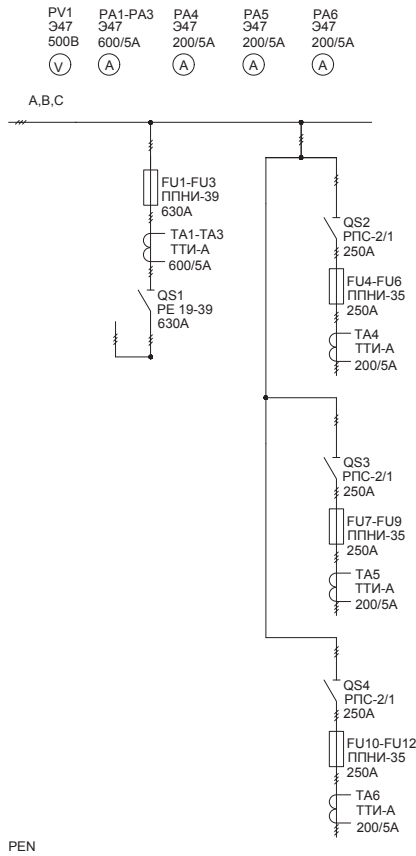 PV1
Э47
500В
V
PA1-PA3
Э47
600/5А
A
PA4
Э47
200/5А
A
PA5
Э47
200/5А
A
PA6
Э47
200/5А
A
A,B,C
FU1-FU3
ППНИ-39
630А
TA1-TA3
ТТИ-А
600/5А
QS1
РЕ 19-39
630А
QS2
РПС-2/1
250А
FU4-FU6
ППНИ-35
250А
TA4
ТТИ-А
200/5А
QS3
РПС-2/1
250А
FU7-FU9
ППНИ-35
250А
TA5
ТТИ-А
200/5А
QS4
РПС-2/1
250А
FU10-FU12
ППНИ-35
250А
TA6
ТТИ-А
200/5А
PEN